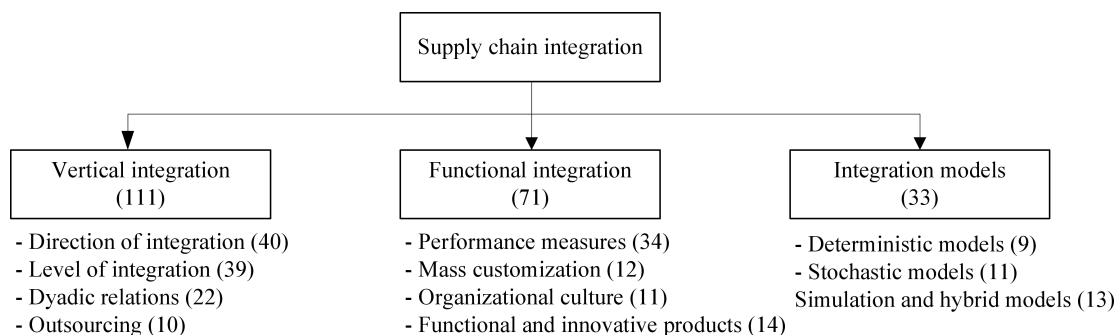 Supply chain integration
Vertical integration
(111)
- Direction of integration (40)
- Level of integration (39)
- Dyadic relations (22)
- Outsourcing (10)
Functional integration
(71)
- Performance measures (34)
- Mass customization (12)
- Organizational culture (11)
- Functional and innovative products (14)
Integration models
(33)
- Deterministic models (9)
- Stochastic models (11)
Simulation and hybrid models (13)